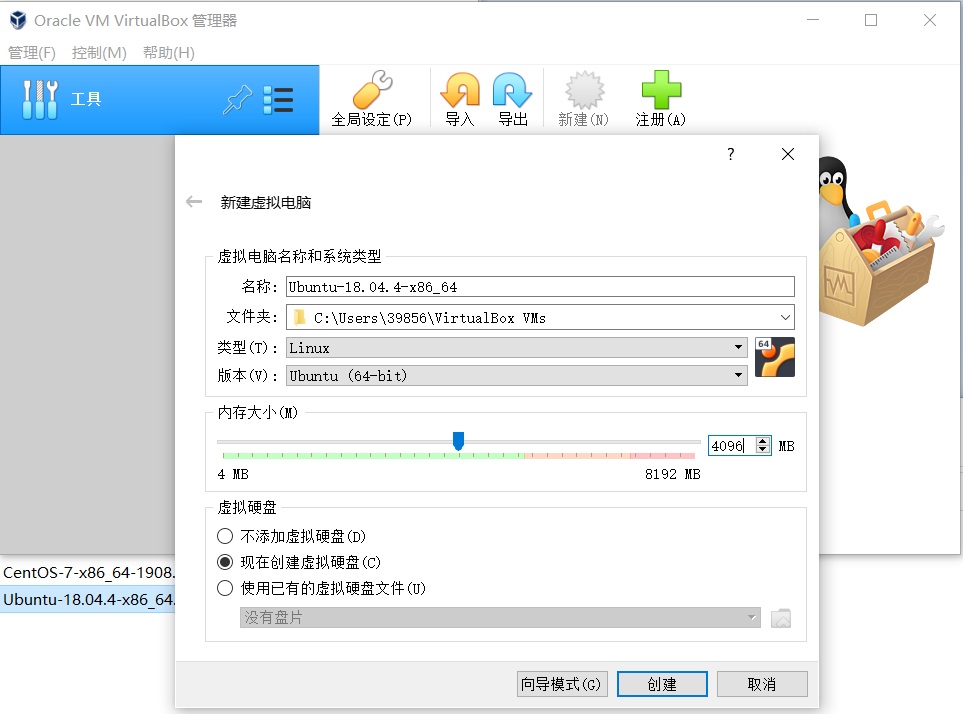 Oracle VM VirtualBox 管理器
管理(F) 控制(M) 帮助(H)
工具
全局设定(P) 导入 导出 新建(N) 注册(A)
?
新建虚拟电脑
虚拟电脑名称和系统类型
名称: Ubuntu-18.04.4-x86_64
文件夹: C:\Users\39856\VirtualBox VMs
类型(T): Linux
64
版本(V): Ubuntu (64-bit)
内存大小(M)
4096 MB
4 MB 8192 MB
虚拟硬盘
不添加虚拟硬盘(D)
现在创建虚拟硬盘(C)
CentOS-7-x86_64-1908.
使用已有的虚拟硬盘文件(U)
Ubuntu-18.04.4-x86_64.
没有盘片
向导模式(G) 创建 取消